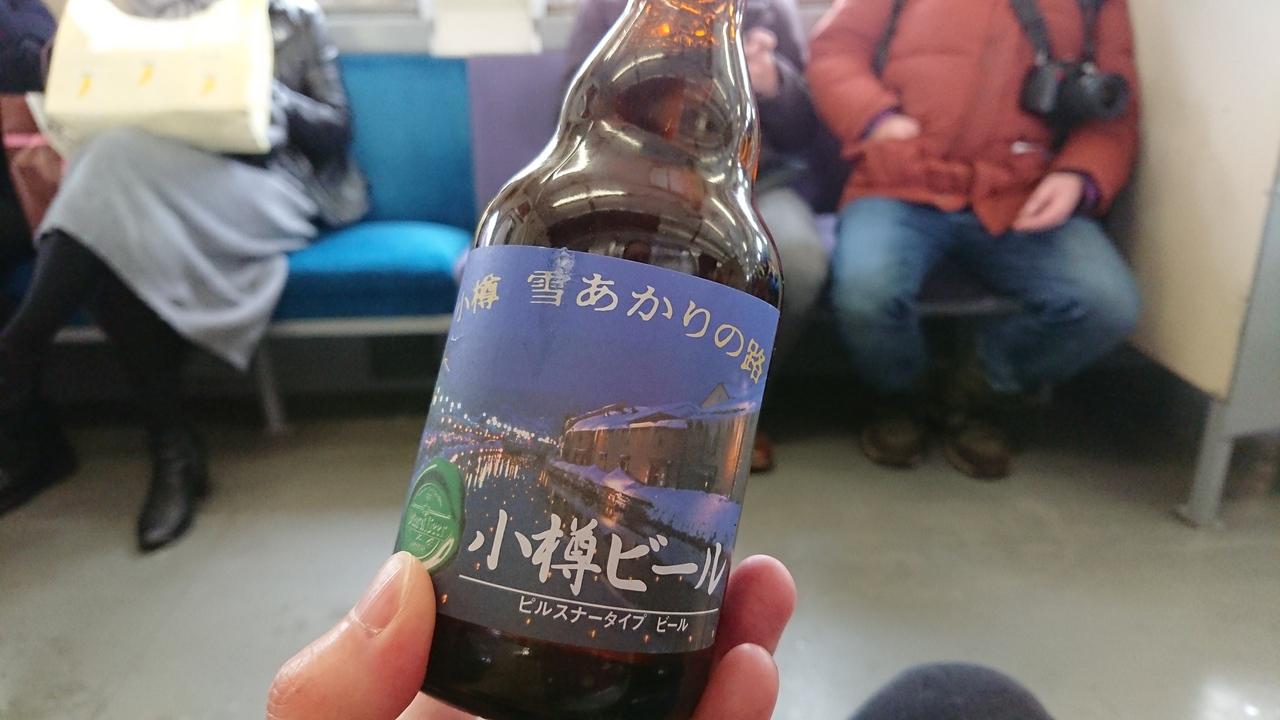 小樽 雪あかりの路
小樽ビール
ピルスナータイプ ビール